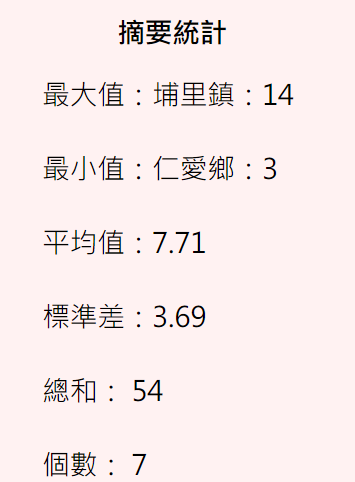 摘要統計
最大值：埔里鎮：14
最小值：仁愛鄉：3
平均值：7.71
標準差：3.69
總和： 54
個數： 7